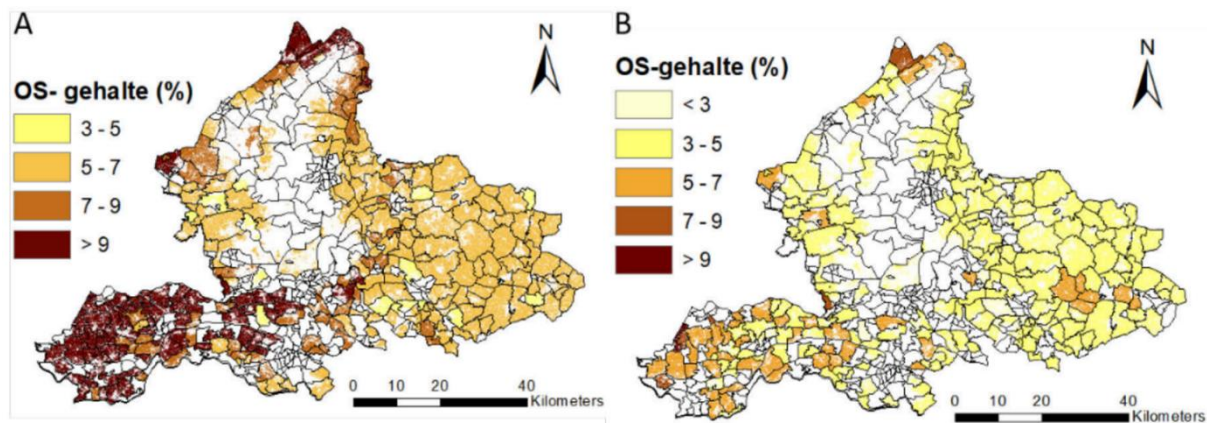 A
N
OS- gehalte (%)
3 - 5
5 - 7
7 - 9
> 9
0 10 20 40
Kilometers
B
N
OS-gehalte (%)
< 3
3 - 5
5 - 7
7 - 9
> 9
0 10 20 40
Kilometers